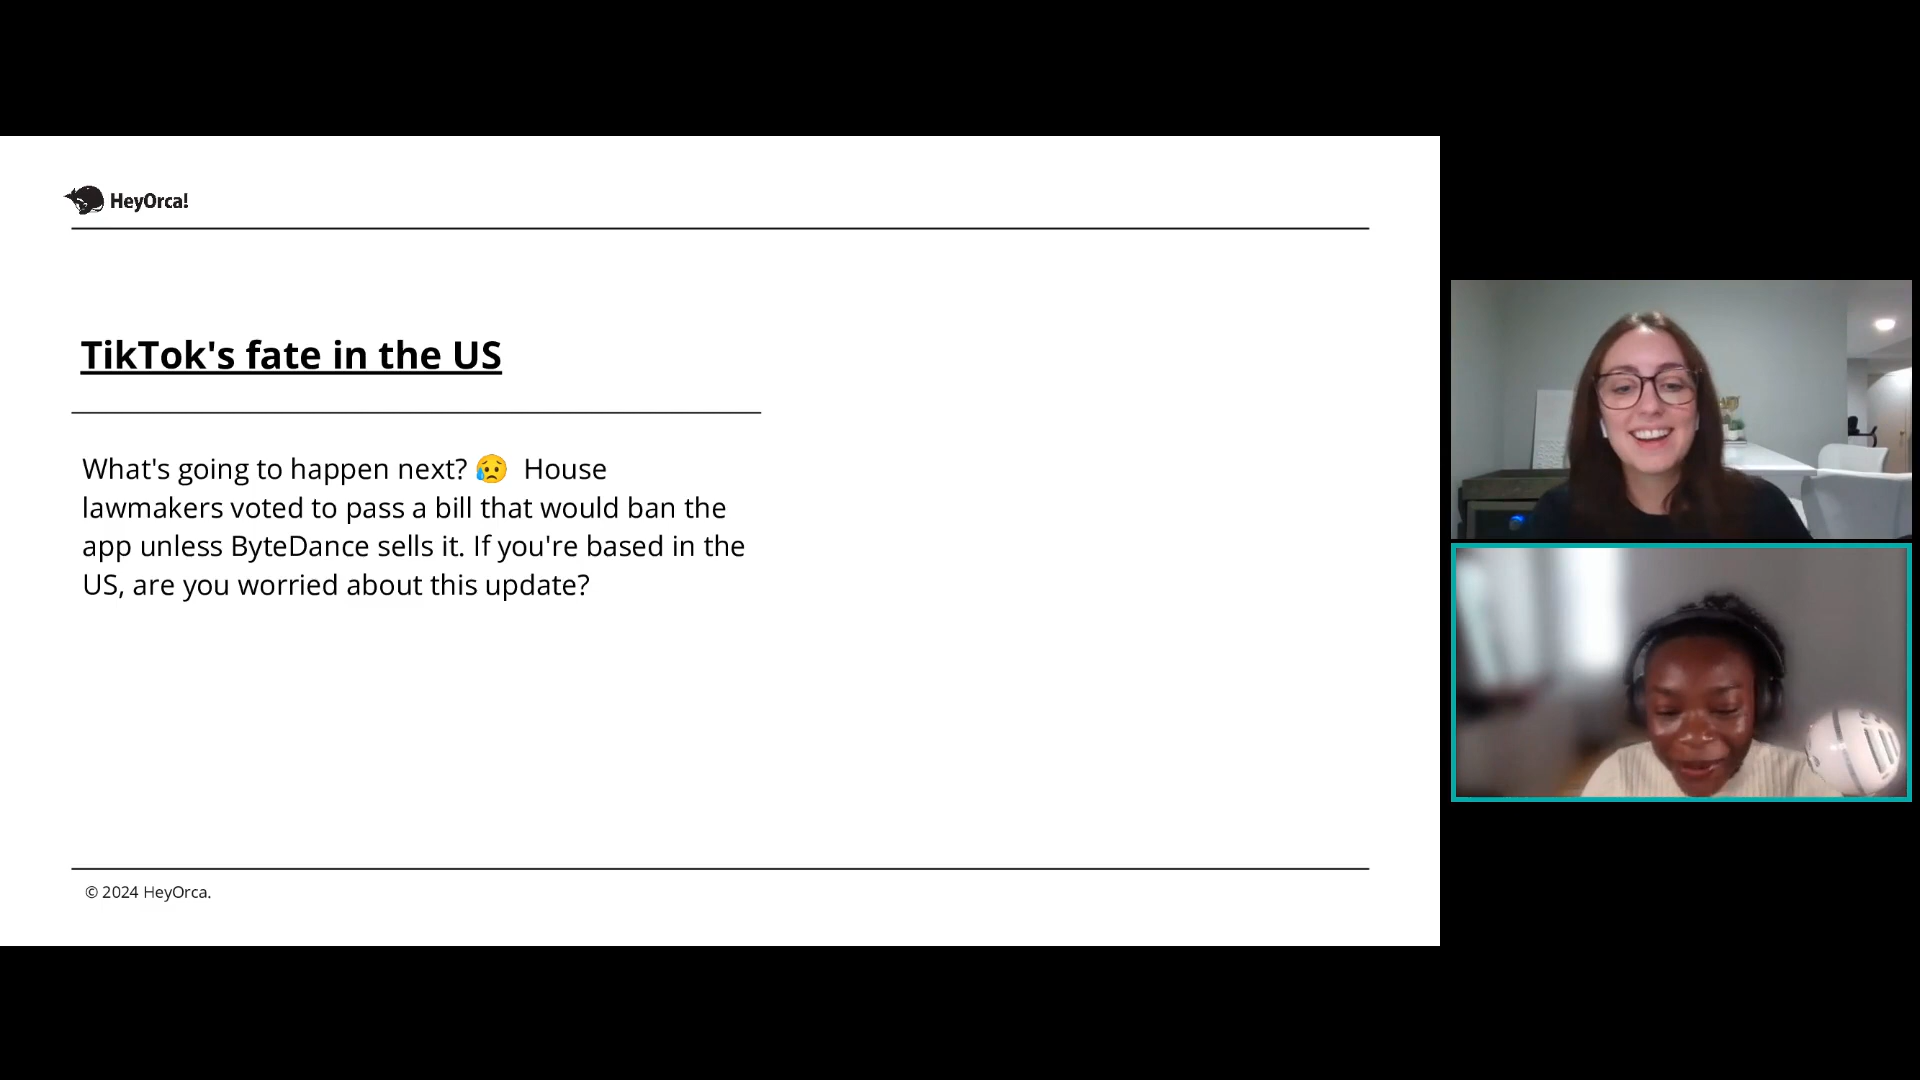 HeyOrca!
TikTok's fate in the US
What's going to happen next? 😥 House
lawmakers voted to pass a bill that would ban the
app unless ByteDance sells it. If you're based in the
US, are you worried about this update?
© 2024 HeyOrca.